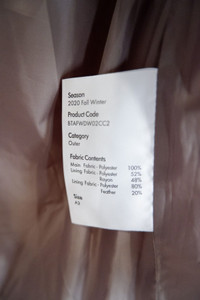 Season
2020 Fall Winter
Product Code
BTAFWDW02CC2
Category
Outer
Fabric Contents
Main Fabric - Polyester 100%
Lining Fabric - Polyester 52%
Rayon 48%
Lining Fabric - Polyester 80%
Feather 20%
Size